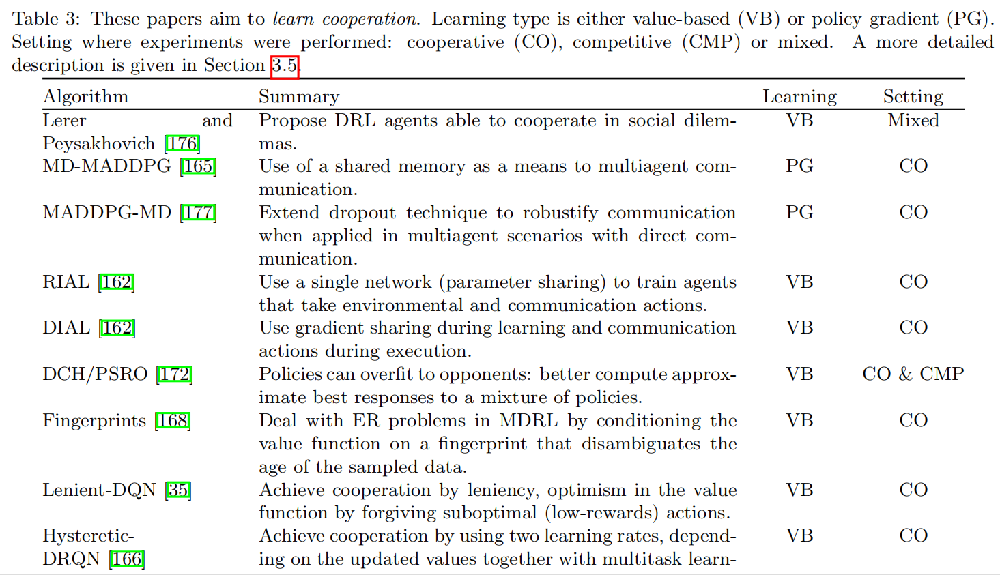 Table 3: These papers aim to learn cooperation. Learning type is either value-based (VB) or policy gradient (PG).
Setting where experiments were performed: cooperative (CO), competitive (CMP) or mixed. A more detailed
description is given in Section 3.5.
Algorithm Summary Learning Setting
Lerer and Propose DRL agents able to cooperate in social dilem- VB Mixed
Peysakhovich [176] mas.
MD-MADDPG [165] Use of a shared memory as a means to multiagent com- PG CO
munication.
MADDPG-MD [177] Extend dropout technique to robustify communication PG CO
when applied in multiagent scenarios with direct com-
munication.
RIAL [162] Use a single network (parameter sharing) to train agents VB CO
that take environmental and communication actions.
DIAL [162] Use gradient sharing during learning and communication VB CO
actions during execution.
DCH/PSRO [172] Policies can overfit to opponents: better compute approx- VB CO & CMP
imate best responses to a mixture of policies.
Fingerprints [168] Deal with ER problems in MDRL by conditioning the VB CO
value function on a fingerprint that disambiguates the
age of the sampled data.
Lenient-DQN [35] Achieve cooperation by leniency, optimism in the value VB CO
function by forgiving suboptimal (low-rewards) actions.
Hysteretic- Achieve cooperation by using two learning rates, depend- VB CO
DRQN [166] ing on the updated values together with multitask learn-